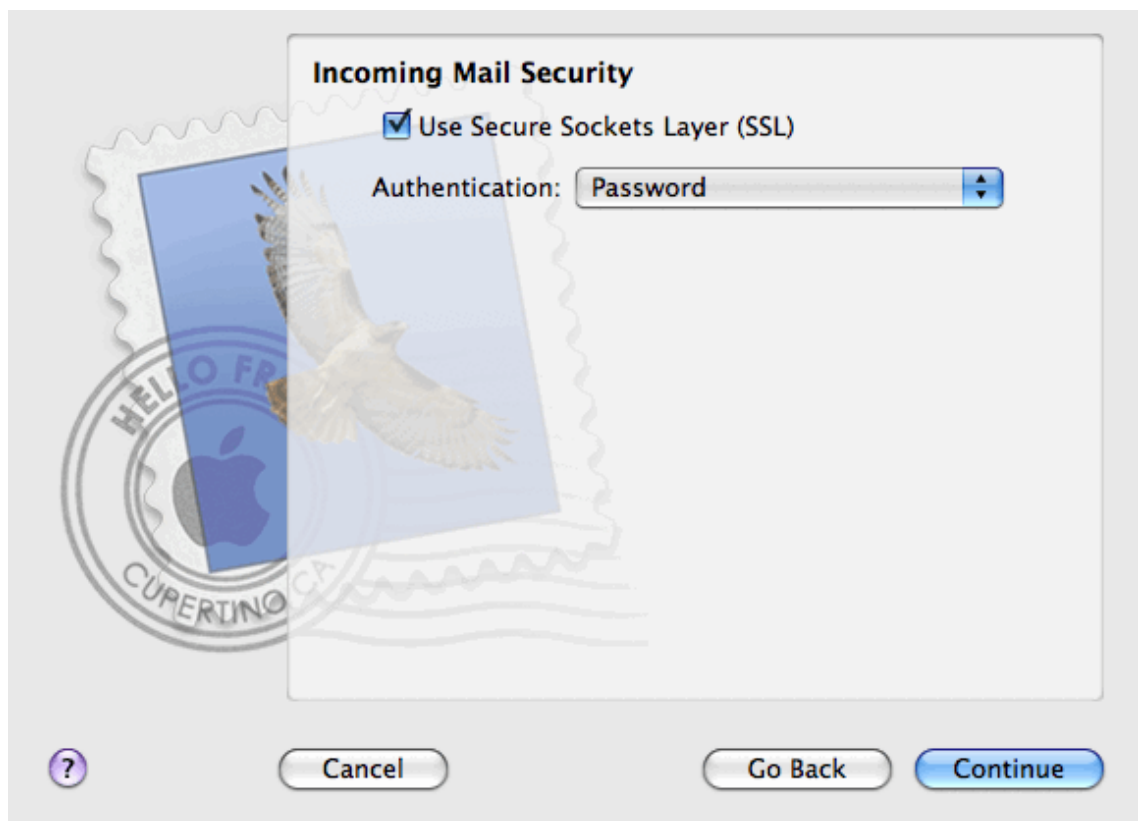 Incoming Mail Security
Use Secure Sockets Layer (SSL)
Authentication: Password
HELLO FR
CUPERTINO CA
? Cancel Go Back Continue